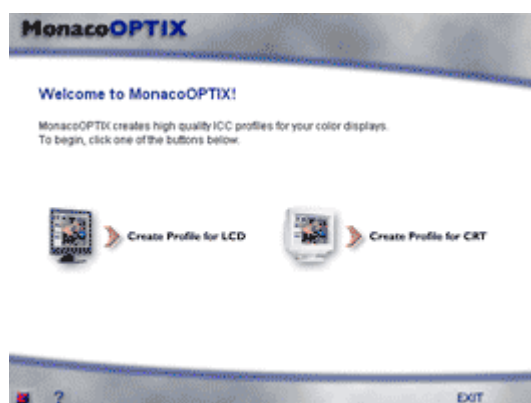 MonacoOPTIX
Welcome to MonacoOPTIX!
MonacoOPTIX creates high quality ICC profiles for your color displays.
To begin, click one of the buttons below.
Create Profile for LCD
Create Profile for CRT
? EXIT